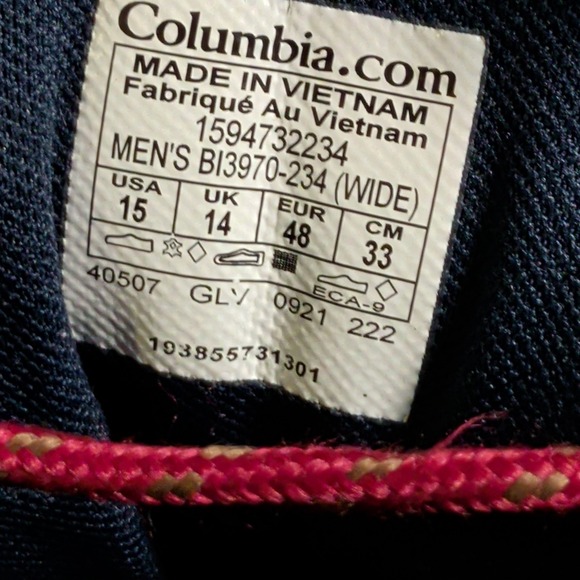 Columbia.com
MADE IN VIETNAM
Fabriqué Au Vietnam
1594732234
MEN'S BI3970-234 (WIDE)
USA UK EUR CM
15 14 48 33
ECA-9
40507 GLV 0921 222
193855731301